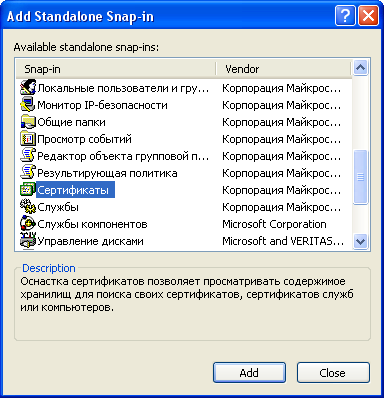 Add Standalone Snap-in
Available standalone snap-ins:
Snap-in Vendor
Локальные пользователи и гру... Корпорация Майкрос...
Монитор IP-безопасности Корпорация Майкрос...
Общие папки Корпорация Майкрос...
Просмотр событий Корпорация Майкрос...
Редактор объекта групповой п... Корпорация Майкрос...
Результирующая политика Корпорация Майкрос...
Сертификаты Корпорация Майкрос...
Службы Корпорация Майкрос...
Службы компонентов Microsoft Corporation
Управление дисками Microsoft and VERITAS...
Description
Оснастка сертификатов позволяет просматривать содержимое
хранилищ для поиска своих сертификатов, сертификатов служб
или компьютеров.
Add Close